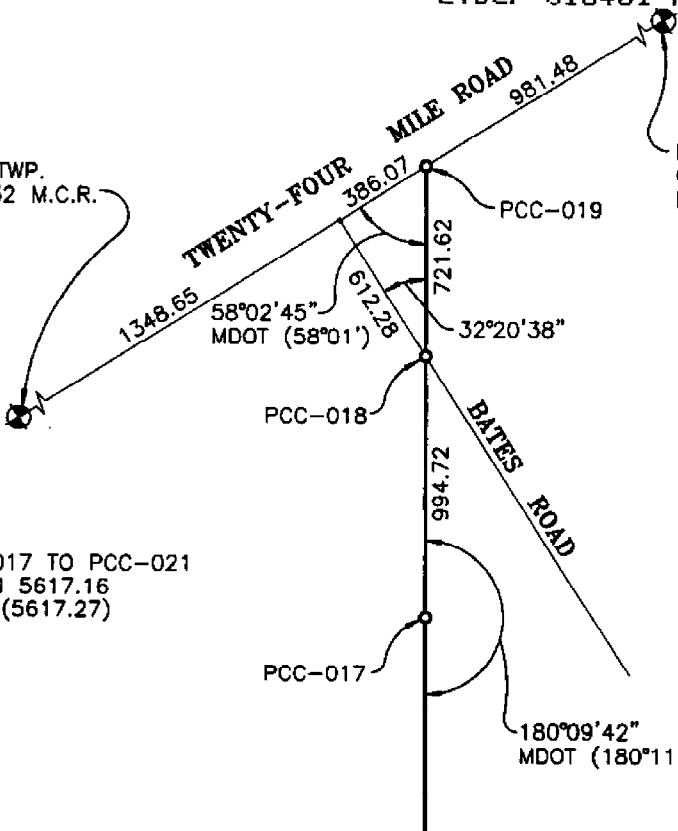 TWENTY-FOUR MILE ROAD
981.48
TWP.
M.C.R.
386.07
PCC-019
721.62
1348.65
58°02'45"
MDOT (58°01')
612.28
32°20'38"
PCC-018
BATES ROAD
994.72
017 TO PCC-021
5617.16
(5617.27)
PCC-017
180°09'42"
MDOT (180°11